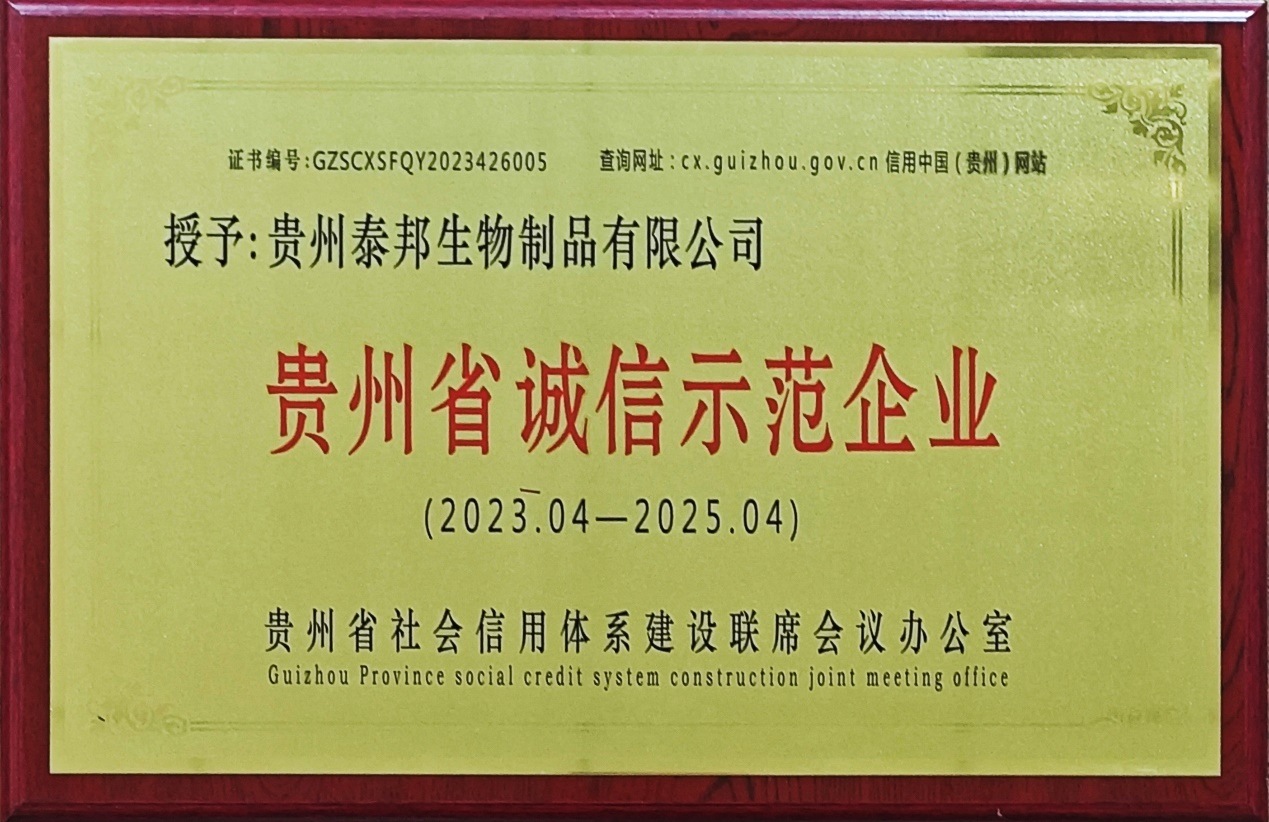 证书编号:GZSCXSFQY2023426005 查询网址:cx.guizhou.gov.cn 信用中国(贵州)网站
授予:贵州泰邦生物制品有限公司
贵州省诚信示范企业
(2023.04—2025.04)
贵州省社会信用体系建设联席会议办公室
Guizhou Province social credit system construction joint meeting office